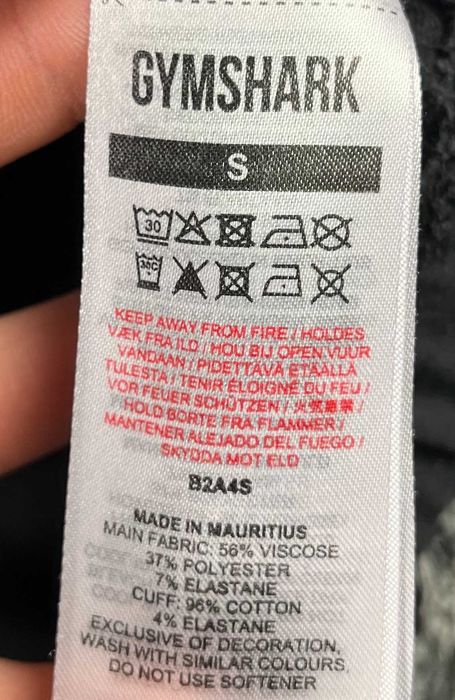 GYMSHARK
S
30
30C
KEEP AWAY FROM FIRE / HOLDES
VÆK FRA ILD / HOU BIJ OPEN VUUR
VANDAAN / PIDETTÄVÄ ETÄÄLLÄ
TULESTA / TENIR ÉLOIGNÉ DU FEU /
VOR FEUER SCHÜTZEN / 火気厳禁 /
HOLD BORTE FRA FLAMMER /
MANTENER ALEJADO DEL FUEGO /
SKYDDA MOT ELD
B2A4S
MADE IN MAURITIUS
MAIN FABRIC: 56% VISCOSE
37% POLYESTER
7% ELASTANE
CUFF: 96% COTTON
4% ELASTANE
EXCLUSIVE OF DECORATION,
WASH WITH SIMILAR COLOURS,
DO NOT USE SOFTENER